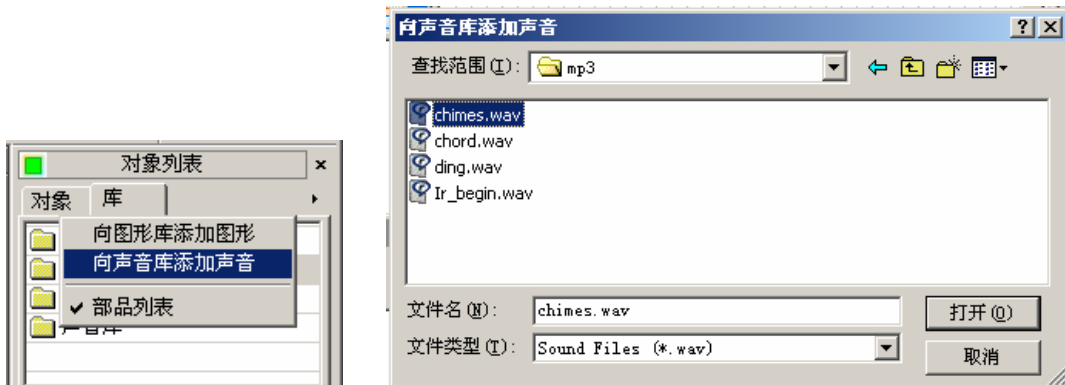 对象列表
对象 库
向图形库添加图形
向声音库添加声音
部品列表
声音库
向声音库添加声音
查找范围(I): mp3
chimes.wav
chord.wav
ding.wav
Ir_begin.wav
文件名(N): chimes.wav 打开(O)
文件类型(T): Sound Files (*.wav) 取消